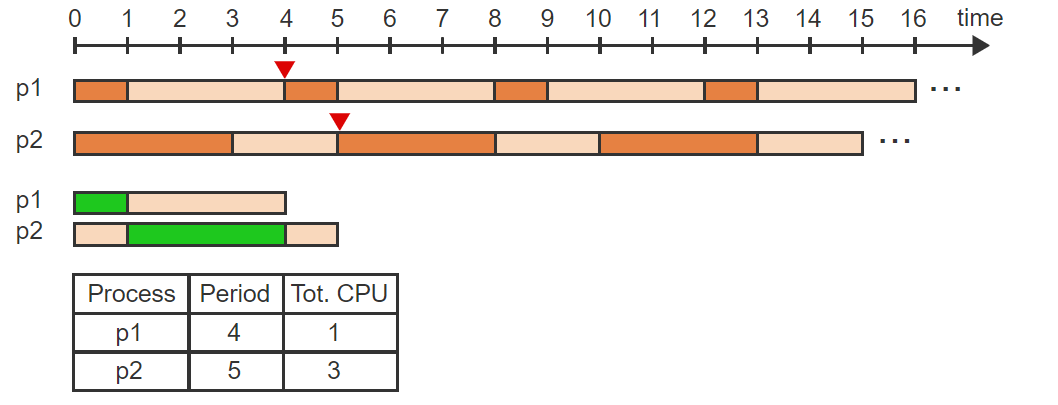 0 1 2 3 4 5 6 7 8 9 10 11 12 13 14 15 16 time
p1 ...
p2 ...
p1
p2
Process Period Tot. CPU
p1 4 1
p2 5 3